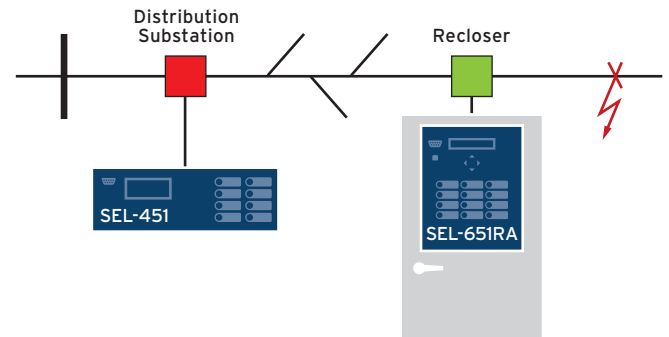 Distribution
Substation
Recloser
SEL-451
SEL-651RA